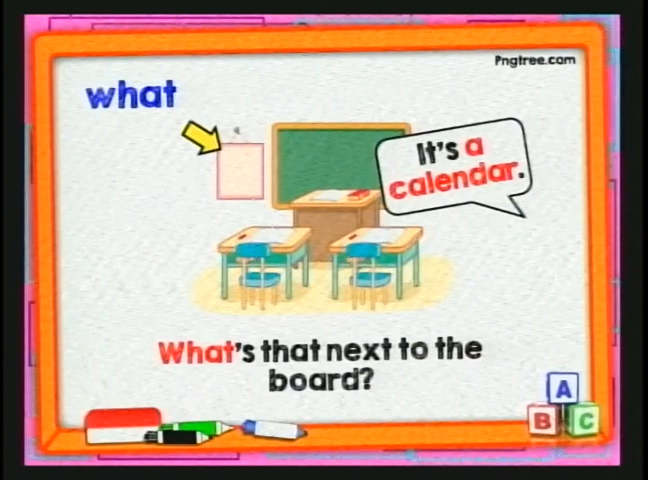 Pngtree.com
what
It's a
calendar.
What's that next to the
board?
A
B C